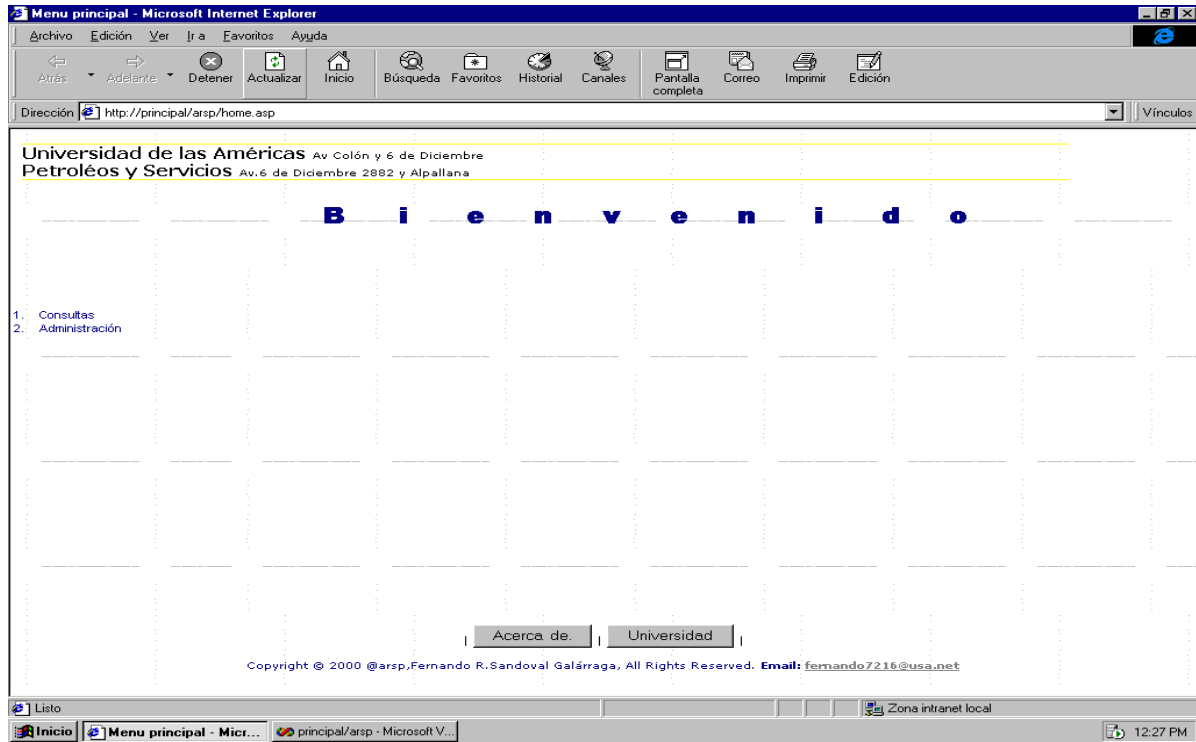 Menu principal - Microsoft Internet Explorer
Archivo Edición Ver Ir a Favoritos Ayuda
Atrás Adelante Detener Actualizar Inicio Búsqueda Favoritos Historial Canales Pantalla completa Correo Imprimir Edición
Dirección http://principal/arsp/home.asp Vínculos
Universidad de las Américas Av Colón y 6 de Diciembre
Petroléos y Servicios Av.6 de Diciembre 2882 y Alpallana
B i e n v e n i d o
1. Consultas
2. Administración
| Acerca de. | Universidad |
Copyright © 2000 @arsp,Fernando R.Sandoval Galárraga, All Rights Reserved. Email: fernando7216@usa.net
Listo Zona intranet local
Inicio Menu principal - Micr... principal/arsp - Microsoft V... 12:27 PM